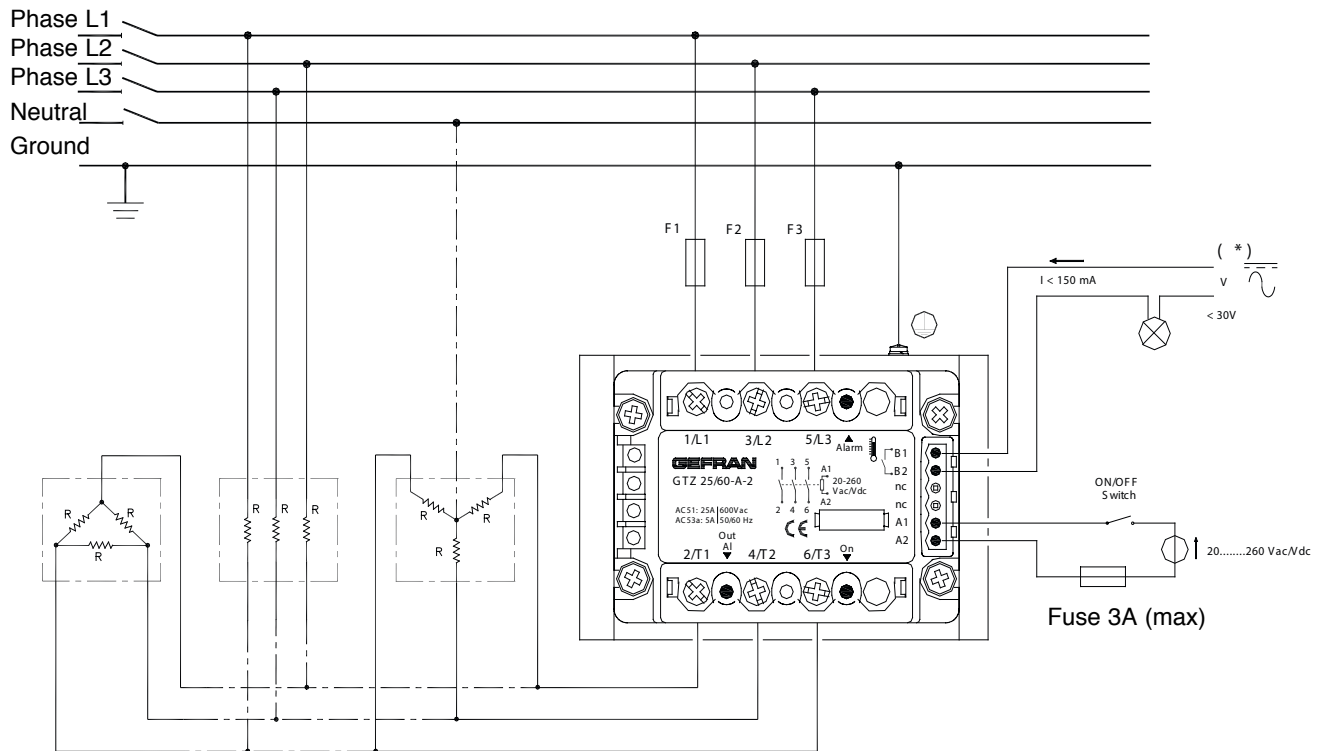 Phase L1
Phase L2
Phase L3
Neutral
Ground
F1 F2 F3
( *)
I < 150 mA
V
< 30V
1/L1 3/L2 5/L3
Alarm
GEFRAN
GTZ 25/60-A-2
1 3 5
A1
20-260
Vac/Vdc
A2
2 4 6
AC51: 25A 600Vac
AC53a: 5A 50/60 Hz
CE
Out
Al
On
2/T1 4/T2 6/T3
B1
B2
nc
nc
A1
A2
ON/OFF
Switch
20........260 Vac/Vdc
Fuse 3A (max)
R R
R
R R R
R R
R